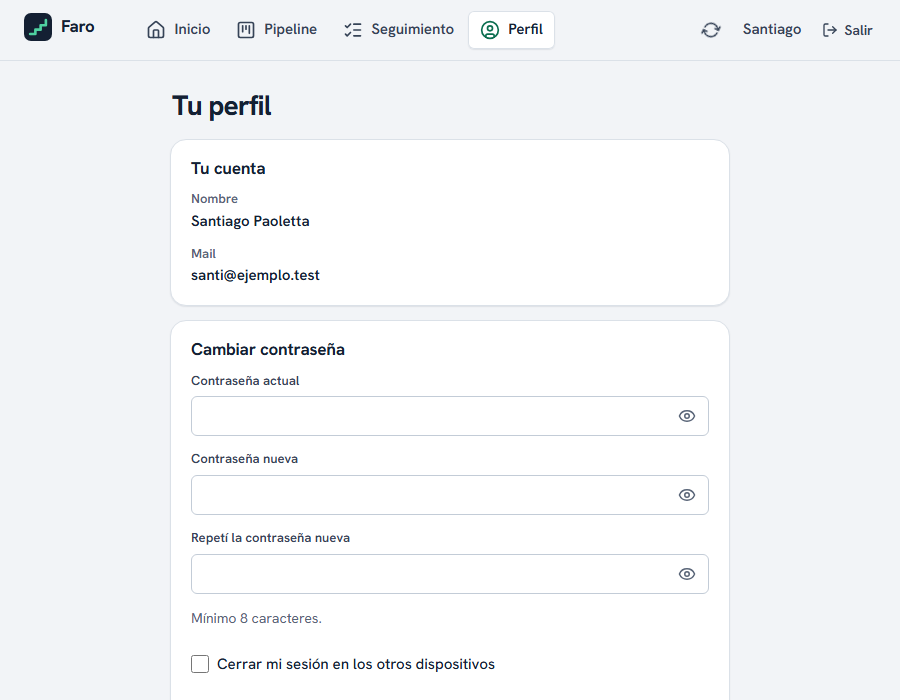 Faro
Inicio
Pipeline
Seguimiento
Perfil
Santiago
Salir
Tu perfil
Tu cuenta
Nombre
Santiago Paoletta
Mail
santi@ejemplo.test
Cambiar contraseña
Contraseña actual
Contraseña nueva
Repetí la contraseña nueva
Mínimo 8 caracteres.
Cerrar mi sesión en los otros dispositivos